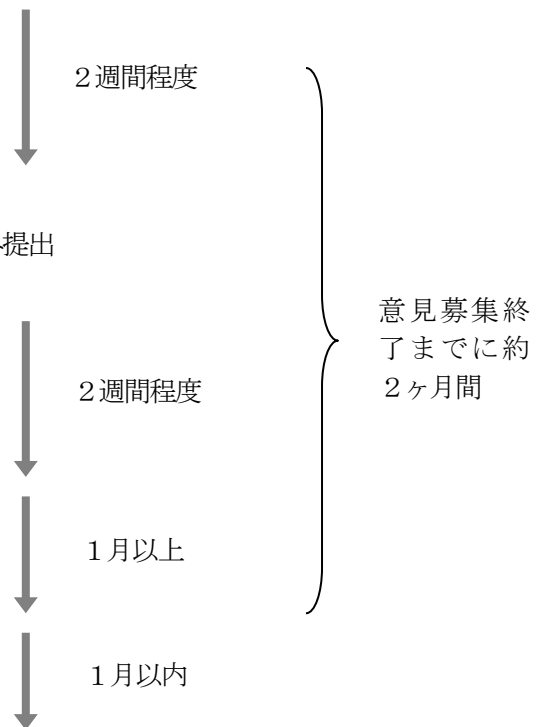 ２週間程度
提出
意見募集終
了までに約
２ヶ月間
２週間程度
１月以上
１月以内